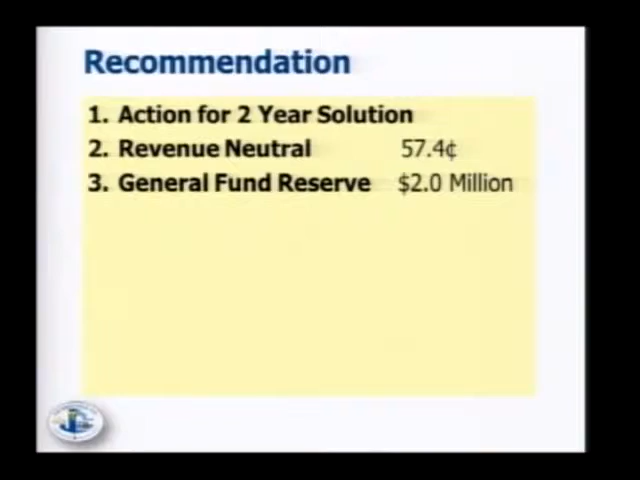 Recommendation
1. Action for 2 Year Solution
2. Revenue Neutral 57.4¢
3. General Fund Reserve $2.0 Million